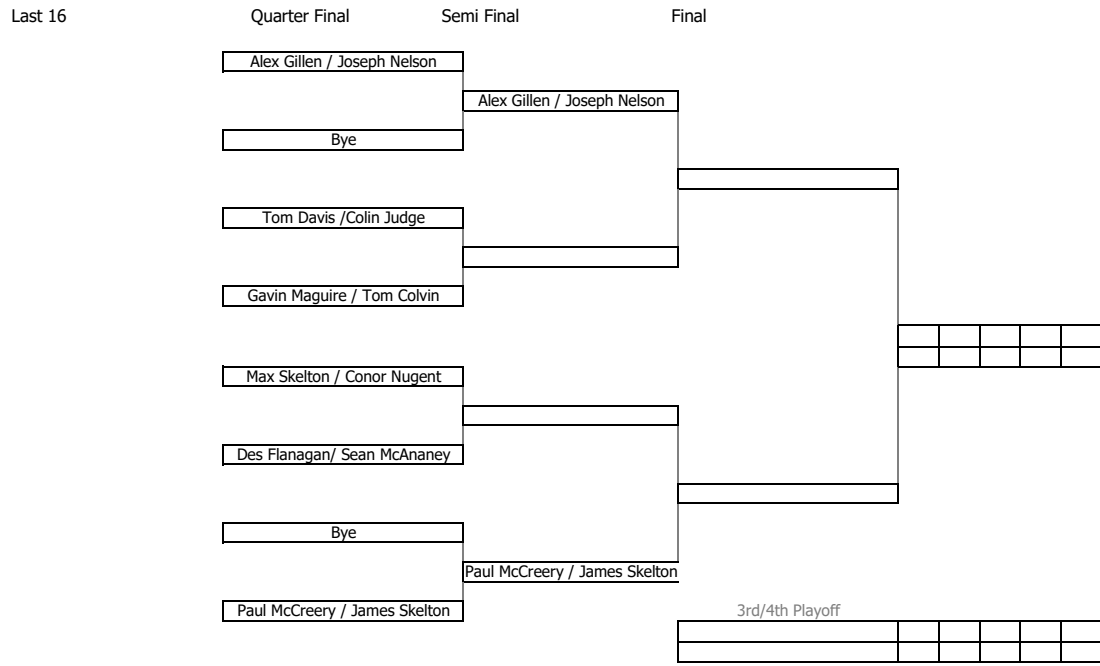 Last 16 Quarter Final Semi Final Final
Alex Gillen / Joseph Nelson
Alex Gillen / Joseph Nelson
Bye
Tom Davis /Colin Judge
Gavin Maguire / Tom Colvin
Max Skelton / Conor Nugent
Des Flanagan/ Sean McAnaney
Bye
Paul McCreery / James Skelton
Paul McCreery / James Skelton
3rd/4th Playoff